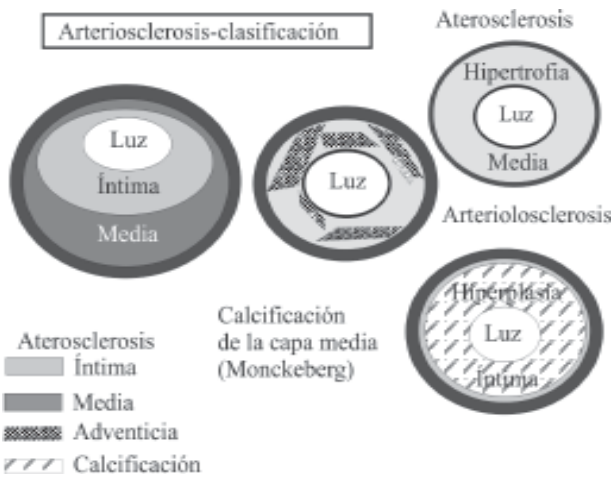 Arteriosclerosis-clasificación
Aterosclerosis
Luz
Íntima
Media
Luz
Hipertrofia
Luz
Media
Arteriolosclerosis
Hiperplasia
Luz
Íntima
Calcificación
de la capa media
(Monckeberg)
Aterosclerosis
Íntima
Media
Adventicia
Calcificación